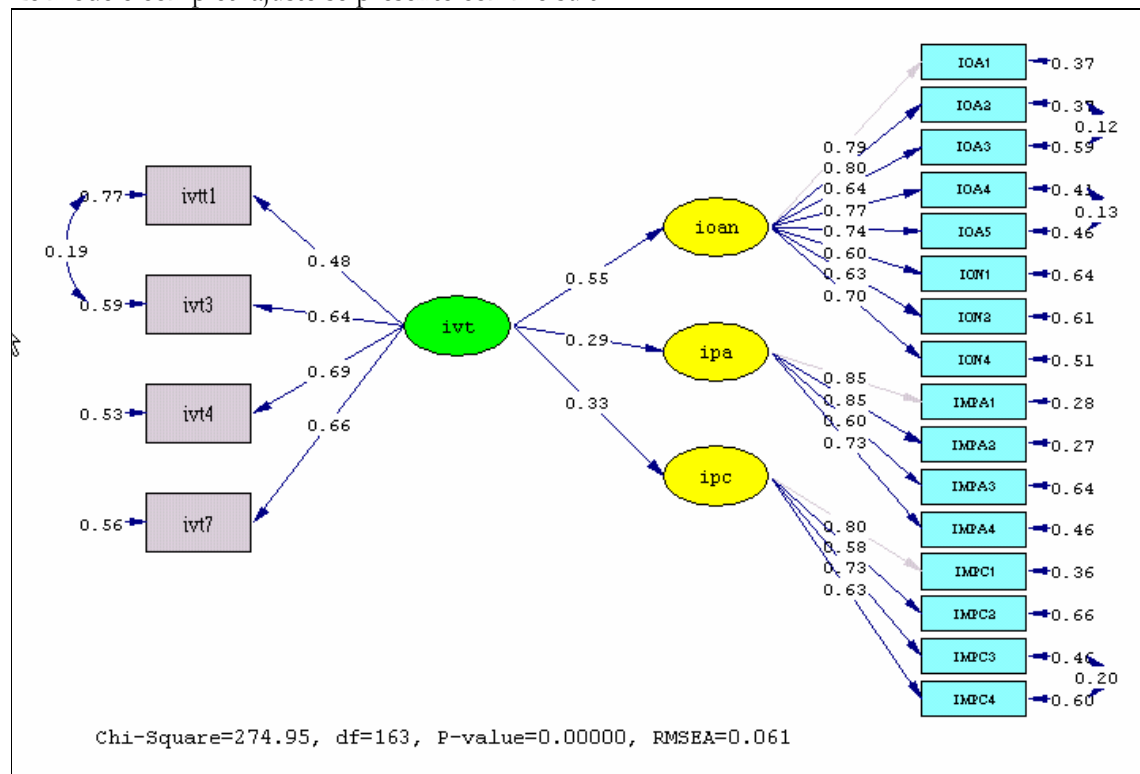 0.77
ivtt1
0.19
0.59
ivt3
0.53
ivt4
0.56
ivt7
0.48
0.64
0.69
0.66
ivt
0.55
0.29
0.33
ioan
ipa
ipc
0.79
0.80
0.64
0.77
0.74
0.60
0.63
0.70
0.85
0.85
0.60
0.73
0.80
0.58
0.73
0.63
IOA1 0.37
IOA2 0.37
0.12
IOA3 0.59
IOA4 0.41
0.13
IOA5 0.46
ION1 0.64
ION2 0.61
ION4 0.51
IMPA1 0.28
IMPA2 0.27
IMPA3 0.64
IMPA4 0.46
IMPC1 0.36
IMPC2 0.66
IMPC3 0.46
0.20
IMPC4 0.60
Chi-Square=274.95, df=163, P-value=0.00000, RMSEA=0.061